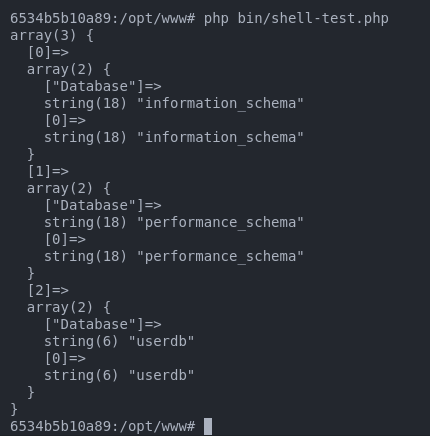 6534b5b10a89:/opt/www# php bin/shell-test.php
array(3) {
  [0]=>
  array(2) {
    ["Database"]=>
    string(18) "information_schema"
    [0]=>
    string(18) "information_schema"
  }
  [1]=>
  array(2) {
    ["Database"]=>
    string(18) "performance_schema"
    [0]=>
    string(18) "performance_schema"
  }
  [2]=>
  array(2) {
    ["Database"]=>
    string(6) "userdb"
    [0]=>
    string(6) "userdb"
  }
}
6534b5b10a89:/opt/www#